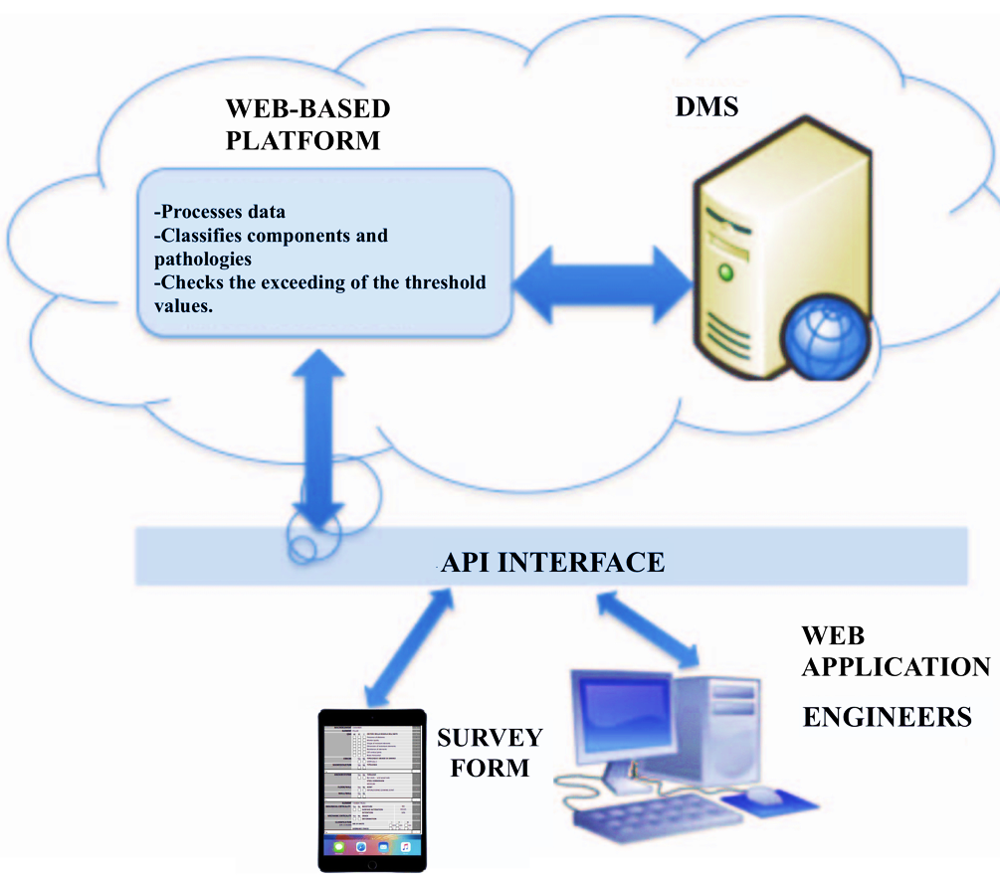 WEB-BASED
PLATFORM
DMS
-Processes data
-Classifies components and
pathologies
-Checks the exceeding of the threshold
values.
API INTERFACE
WEB
APPLICATION
ENGINEERS
SURVEY
FORM